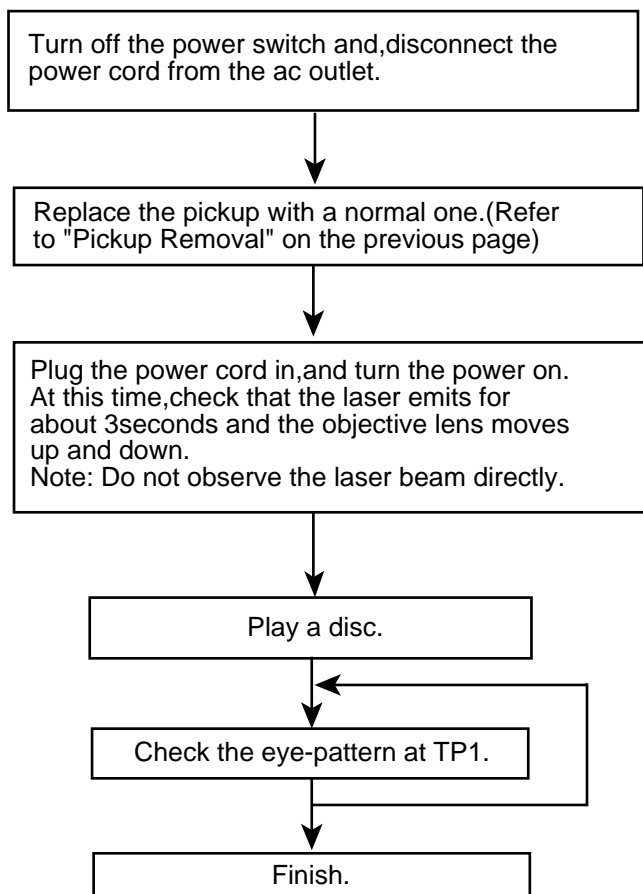 Turn off the power switch and,disconnect the
power cord from the ac outlet.
Replace the pickup with a normal one.(Refer
to "Pickup Removal" on the previous page)
Plug the power cord in,and turn the power on.
At this time,check that the laser emits for
about 3seconds and the objective lens moves
up and down.
Note: Do not observe the laser beam directly.
Play a disc.
Check the eye-pattern at TP1.
Finish.